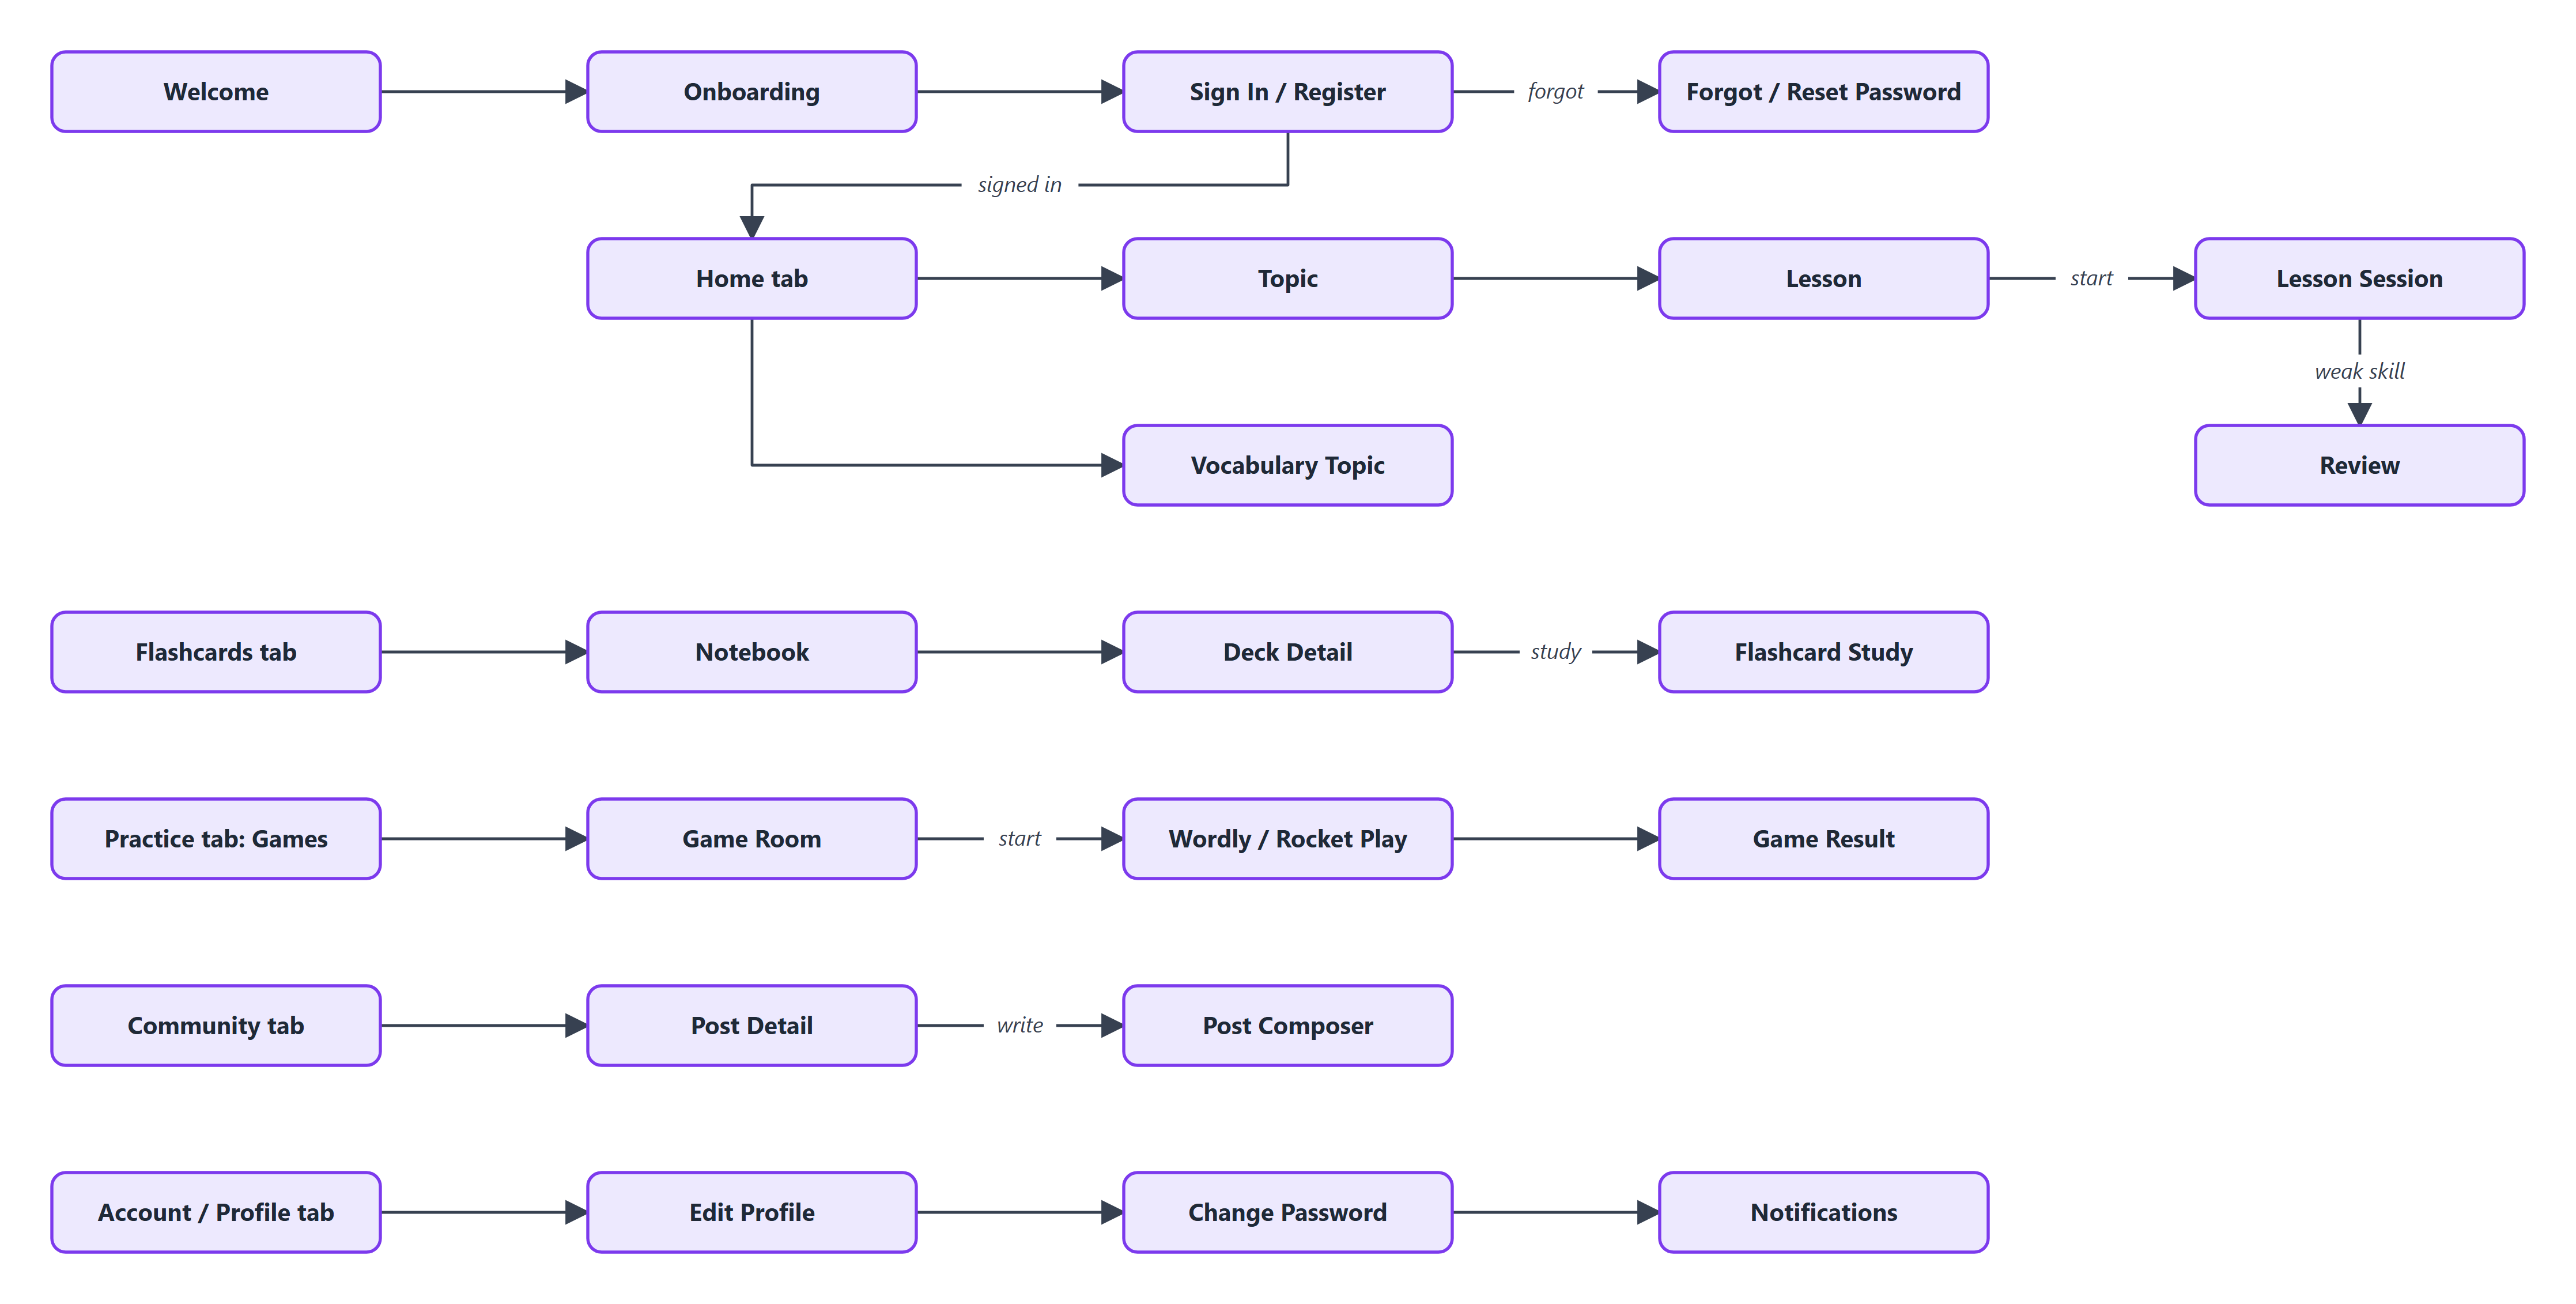 Welcome
Onboarding
Sign In / Register
forgot
Forgot / Reset Password
signed in
Home tab
Topic
Lesson
start
Lesson Session
weak skill
Vocabulary Topic
Review
Flashcards tab
Notebook
Deck Detail
study
Flashcard Study
Practice tab: Games
Game Room
start
Wordly / Rocket Play
Game Result
Community tab
Post Detail
write
Post Composer
Account / Profile tab
Edit Profile
Change Password
Notifications